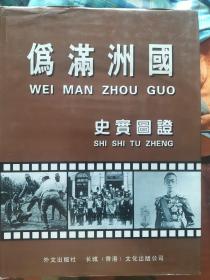 僞滿洲國
WEI MAN ZHOU GUO
史實圖證
SHI SHI TU ZHENG
外文出版社 长城（香港）文化出版公司